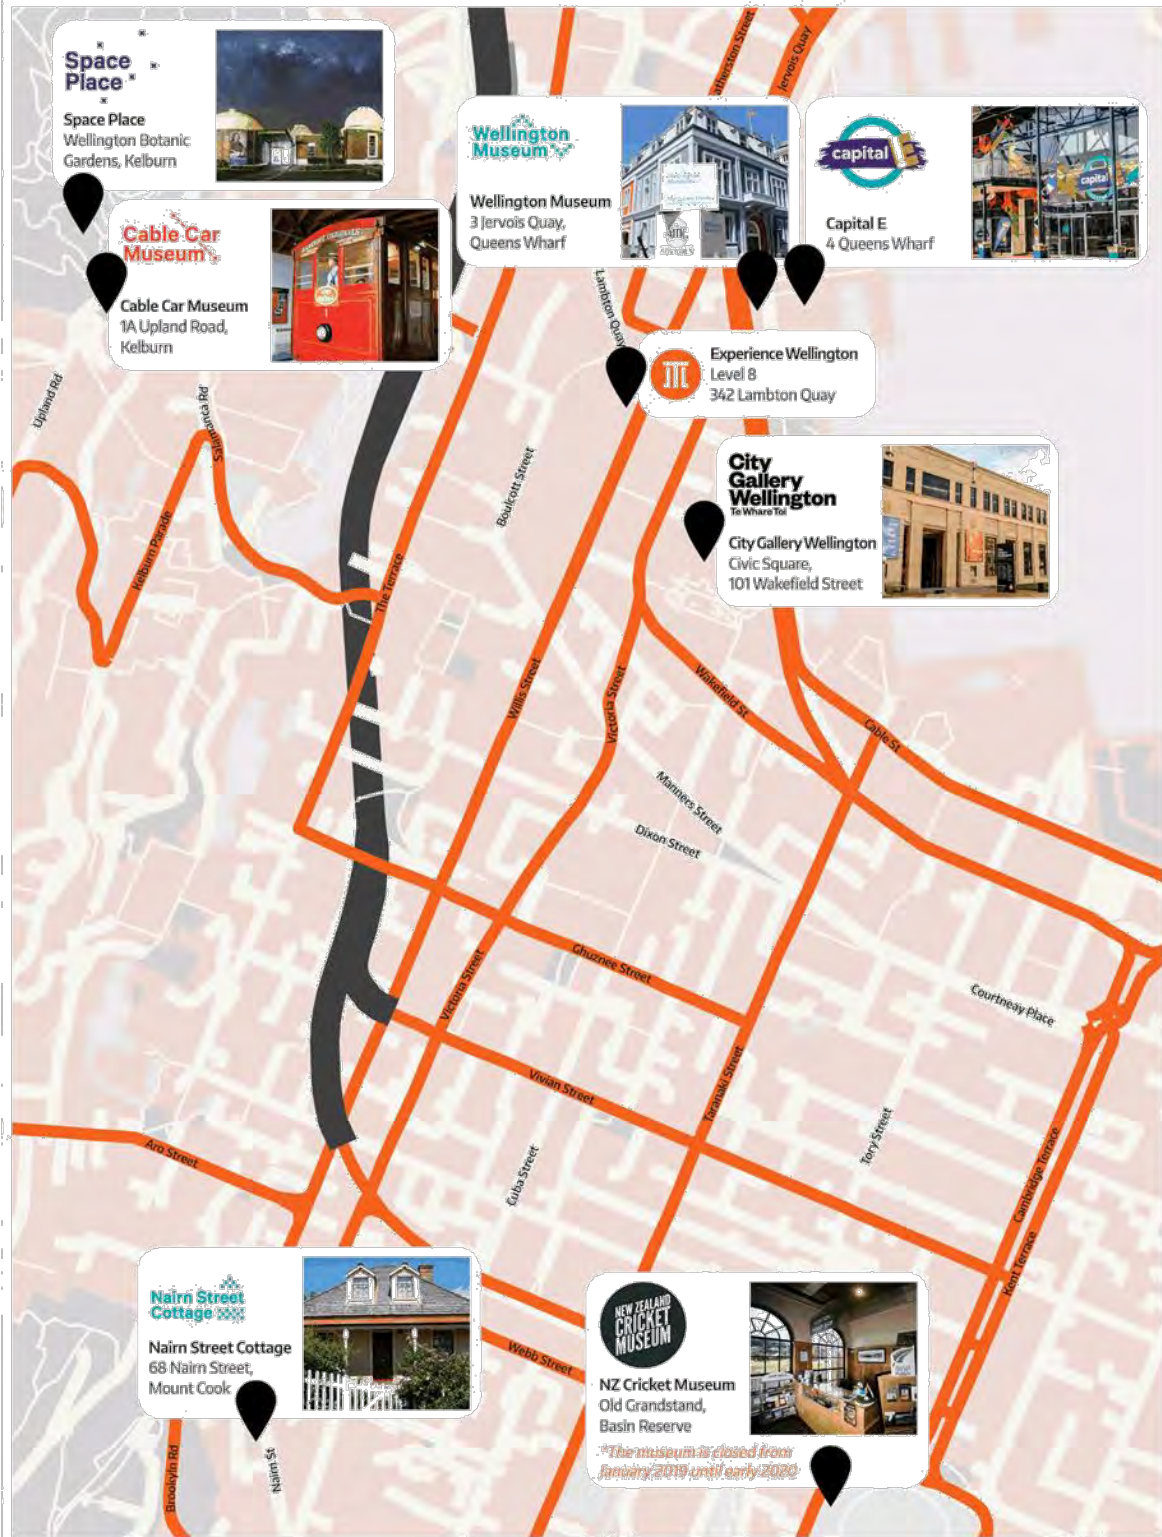 Space
Place
Space Place
Wellington Botanic
Gardens, Kelburn
Cable Car
Museum
Cable Car Museum
1A Upland Road,
Kelburn
Wellington
Museum
Wellington Museum
3 Jervois Quay,
Queens Wharf
capital E
Capital E
4 Queens Wharf
capital
Experience Wellington
Level 8
342 Lambton Quay
City
Gallery
Wellington
Te Whare Toi
City Gallery Wellington
Civic Square,
101 Wakefield Street
Nairn Street
Cottage
Nairn Street Cottage
68 Nairn Street,
Mount Cook
NEW ZEALAND
CRICKET
MUSEUM
NZ Cricket Museum
Old Grandstand,
Basin Reserve
*The museum is closed from
January 2019 until early 2020
atherston Street
Jervois Quay
Lambton Quay
Upland Rd
Salamanca Rd
Kelburn Parade
Boulcott Street
The Terrace
Willis Street
Victoria Street
Wakefield St
Cable St
Manners Street
Dixon Street
Ghuznee Street
Victoria Street
Courtneay Place
Vivian Street
Taranaki Street
Tory Street
Cambridge Terrace
Kent Terrace
Aro Street
Cuba Street
Webb Street
Brooklyn Rd
Nairn St